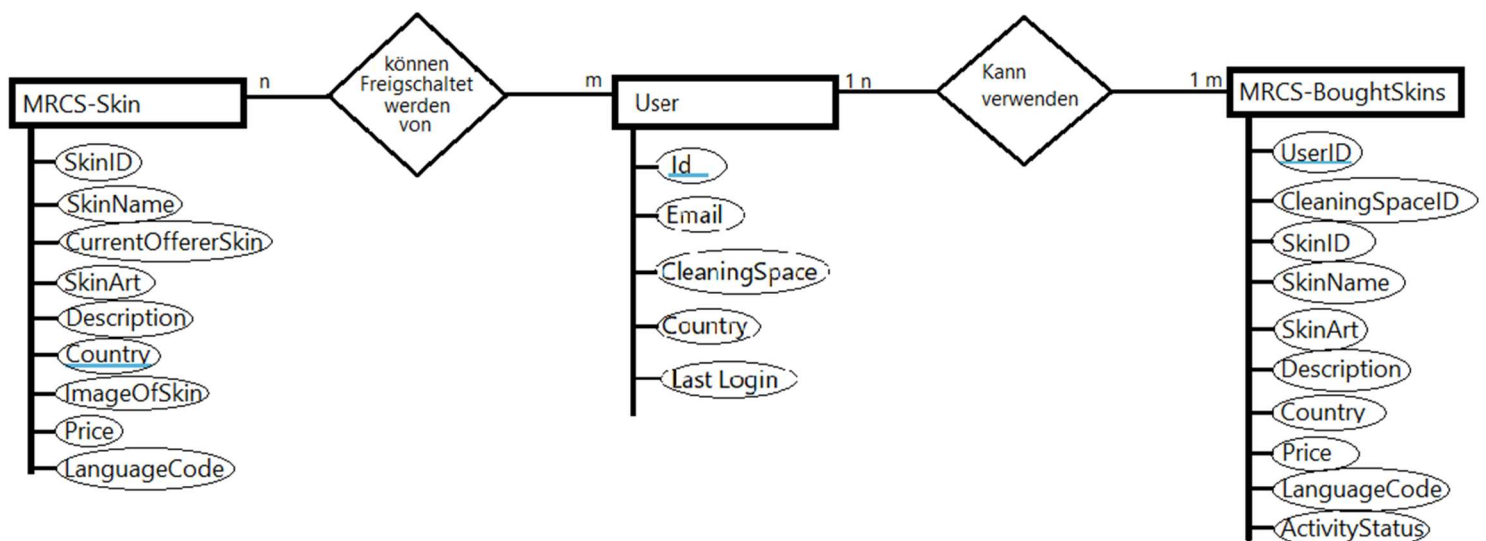 MRCS-Skin
n
können
Freigschaltet
werden
von
m
User
1 n
Kann
verwenden
1 m
MRCS-BoughtSkins
SkinID
SkinName
CurrentOffererSkin
SkinArt
Description
Country
ImageOfSkin
Price
LanguageCode
Id
Email
CleaningSpace
Country
Last Login
UserID
CleaningSpaceID
SkinID
SkinName
SkinArt
Description
Country
Price
LanguageCode
ActivityStatus